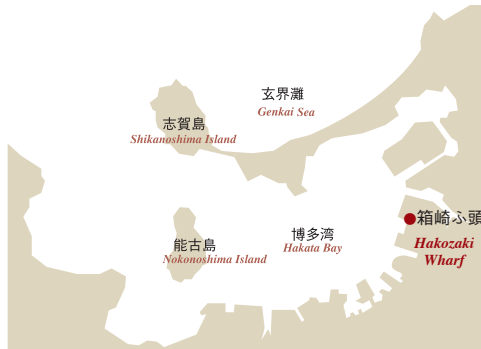 玄界灘
Genkai Sea
志賀島
Shikanoshima Island
箱崎ふ頭
Hakozaki
Wharf
博多湾
Hakata Bay
能古島
Nokonoshima Island